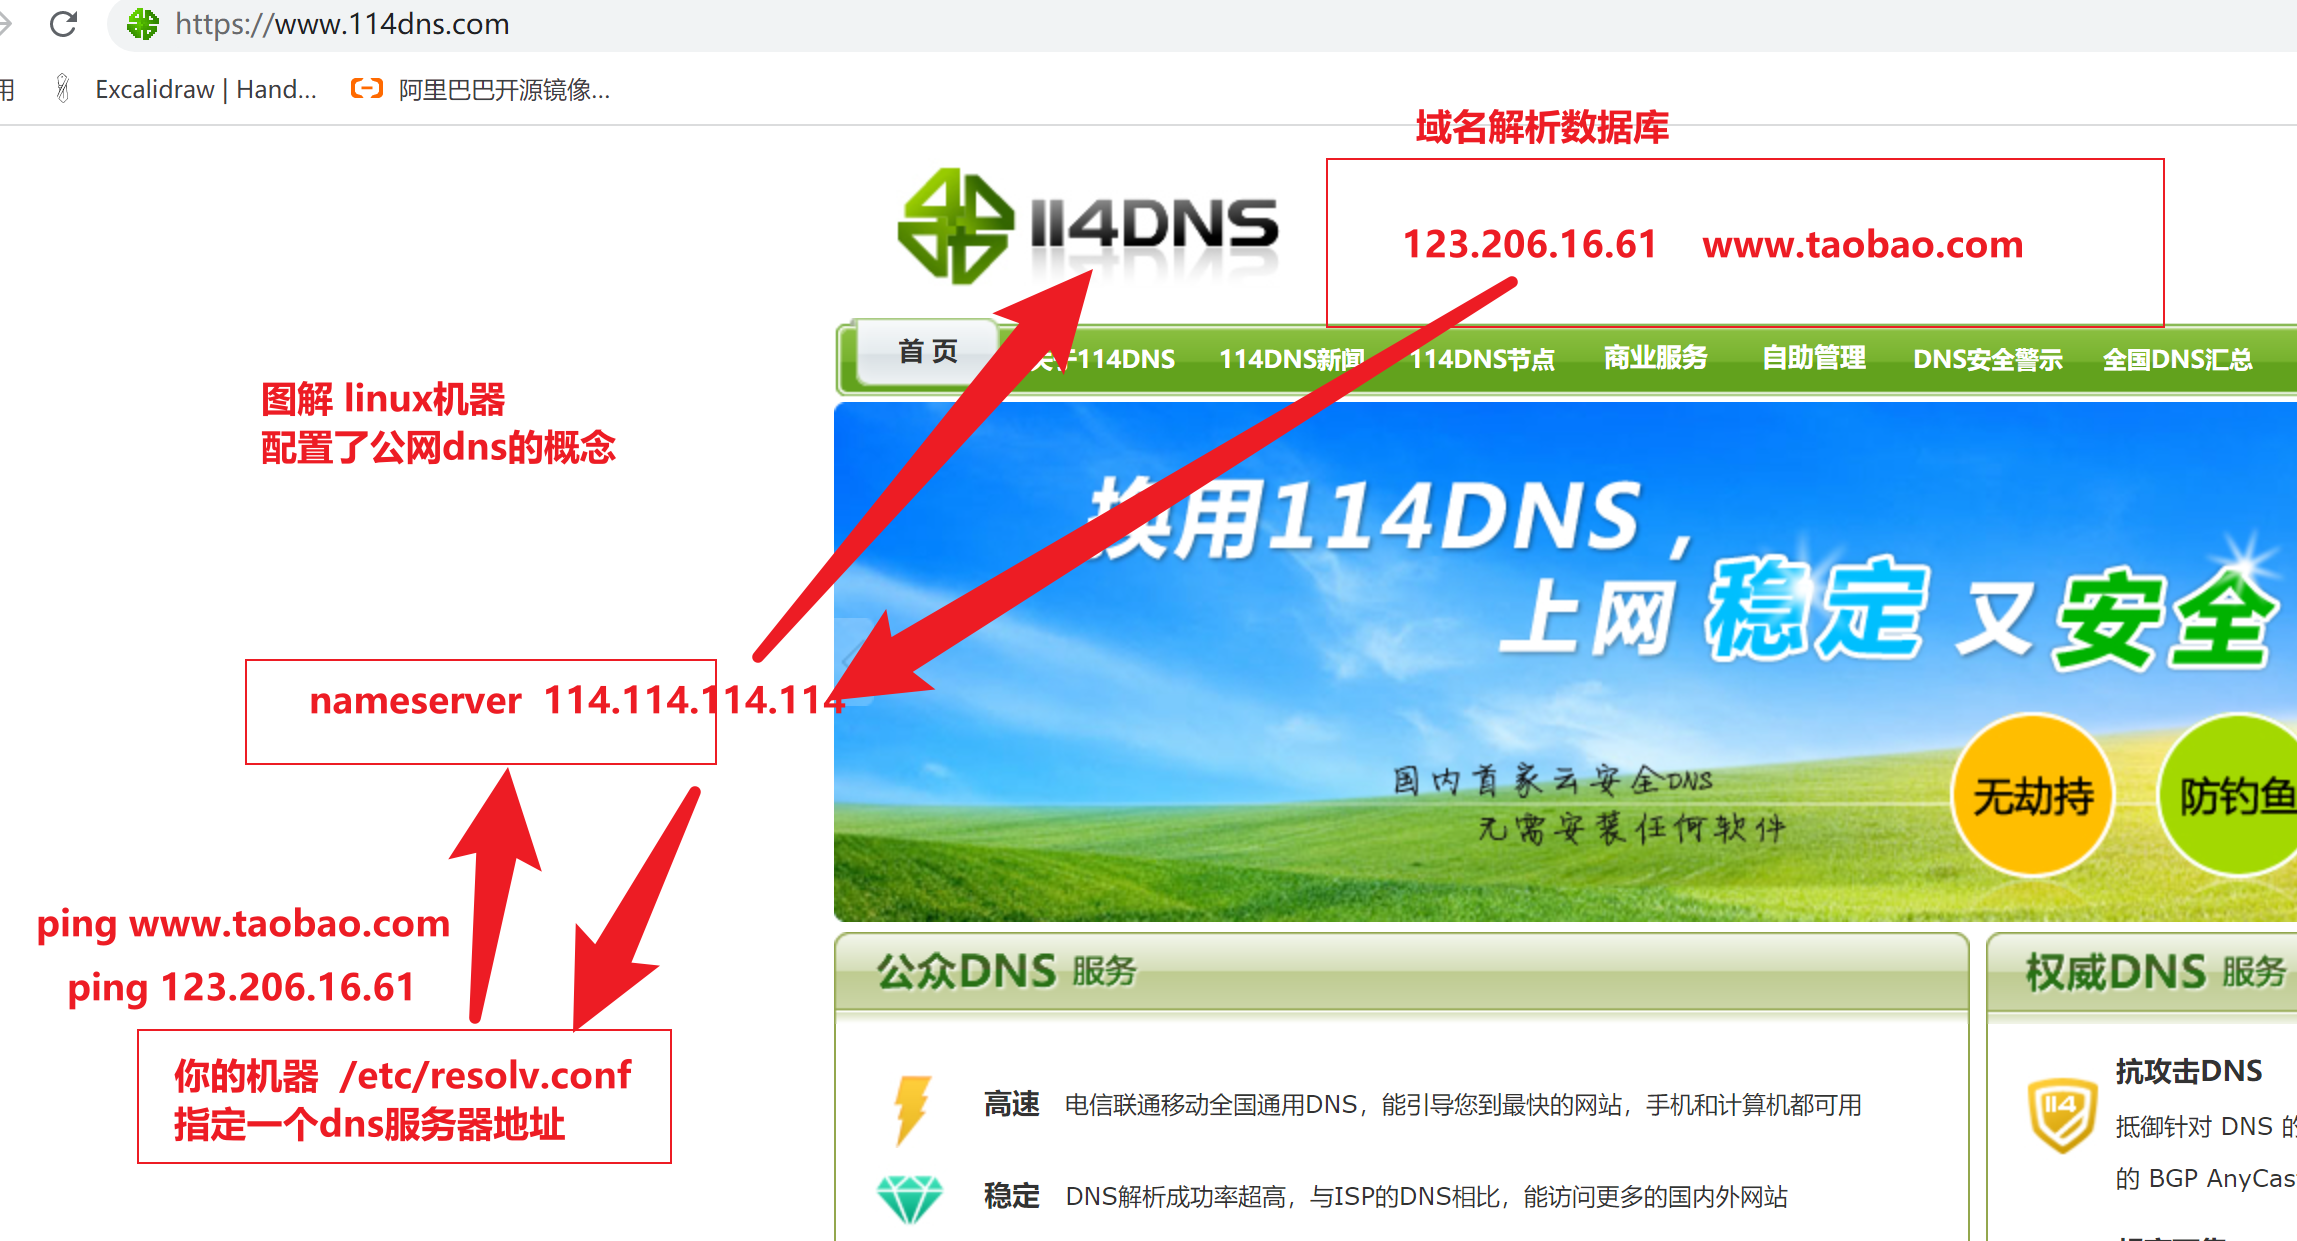 https://www.114dns.com
用 Excalidraw | Hand... 阿里巴巴开源镜像...
域名解析数据库
114DNS
123.206.16.61 www.taobao.com
首 页 关于114DNS 114DNS新闻 114DNS节点 商业服务 自助管理 DNS安全警示 全国DNS汇总
图解 linux机器
配置了公网dns的概念
换用114DNS,
上网 稳定 又 安全
nameserver 114.114.114.114
国内首家云安全DNS
无需安装任何软件
无劫持
防钓鱼
ping www.taobao.com
ping 123.206.16.61
你的机器 /etc/resolv.conf
指定一个dns服务器地址
公众DNS 服务
高速 电信联通移动全国通用DNS，能引导您到最快的网站，手机和计算机都可用
稳定 DNS解析成功率超高，与ISP的DNS相比，能访问更多的国内外网站
权威DNS 服务
114
抗攻击DNS
抵御针对 DNS 的
的 BGP AnyCas